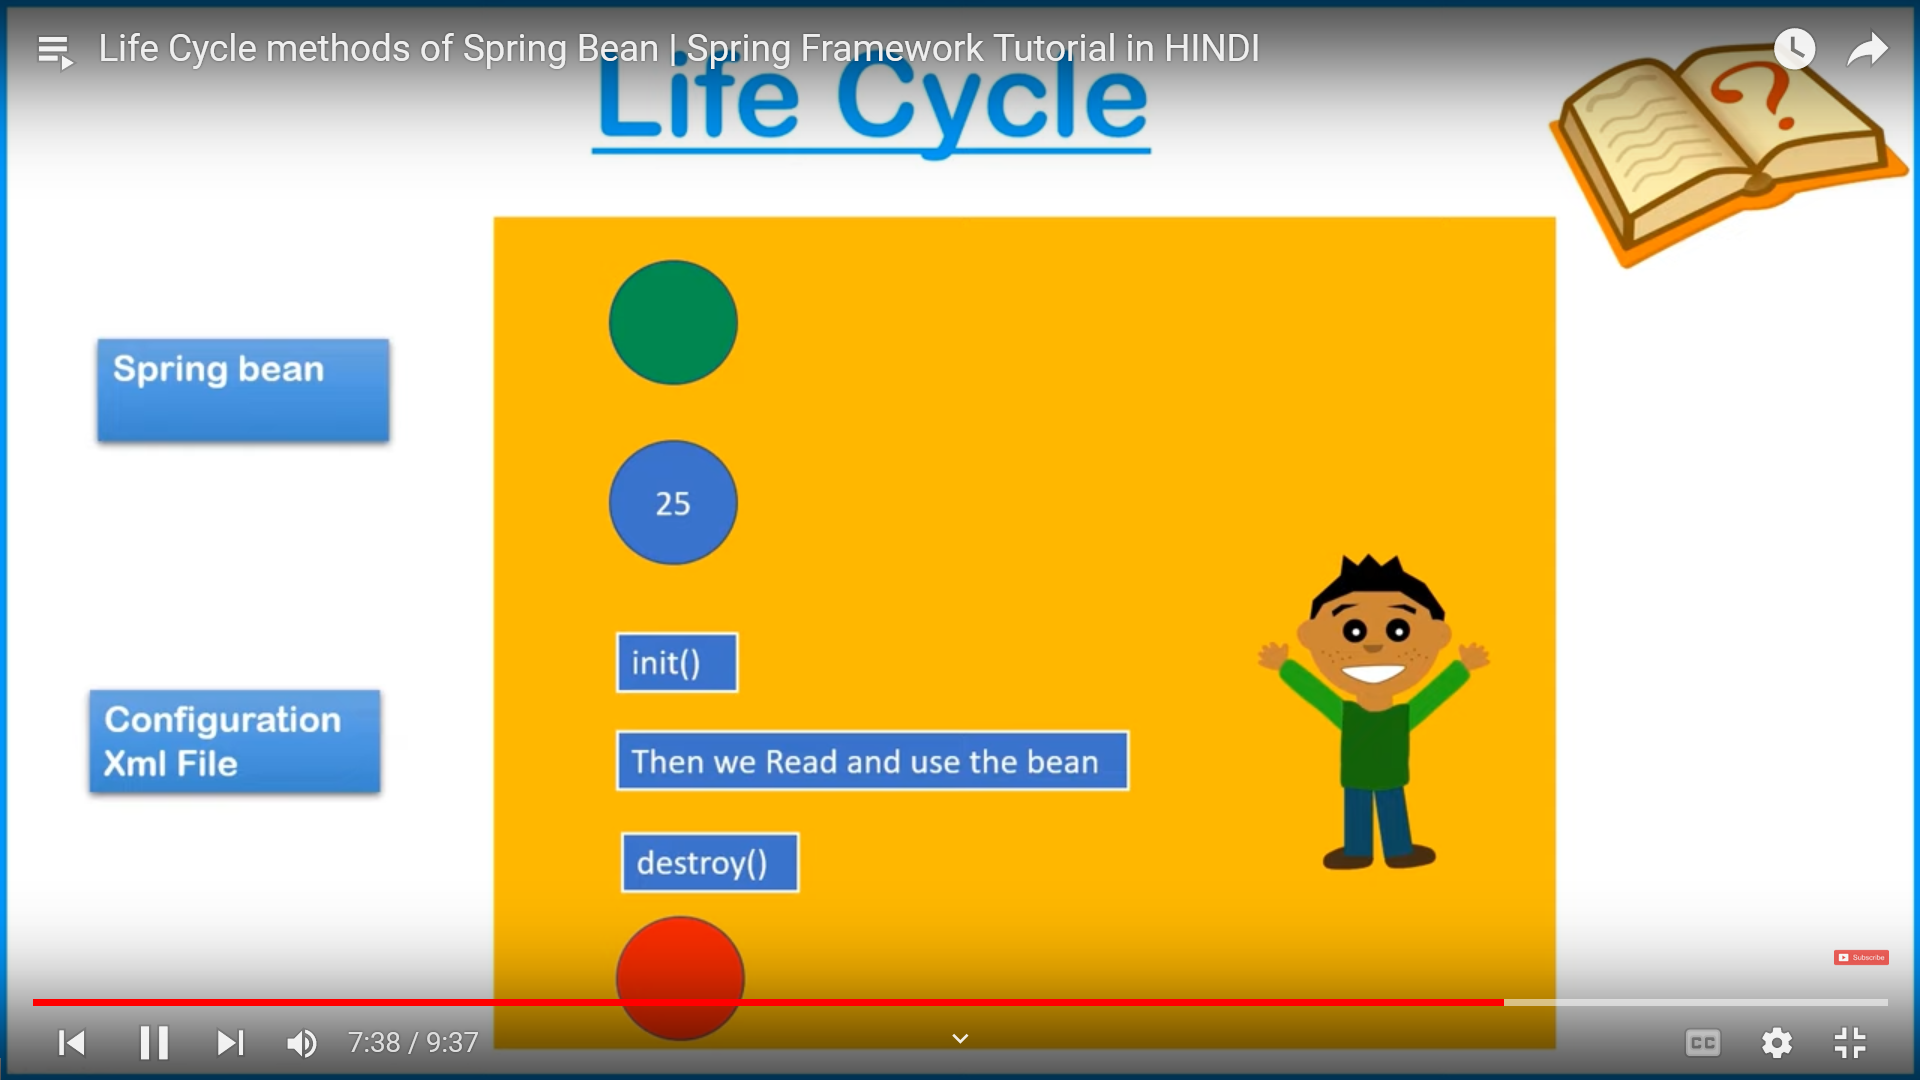 Life Cycle methods of Spring Bean | Spring Framework Tutorial in HINDI
Life Cycle
?
Spring bean
25
init()
Configuration
Xml File
Then we Read and use the bean
destroy()
Subscribe
7:38 / 9:37
CC